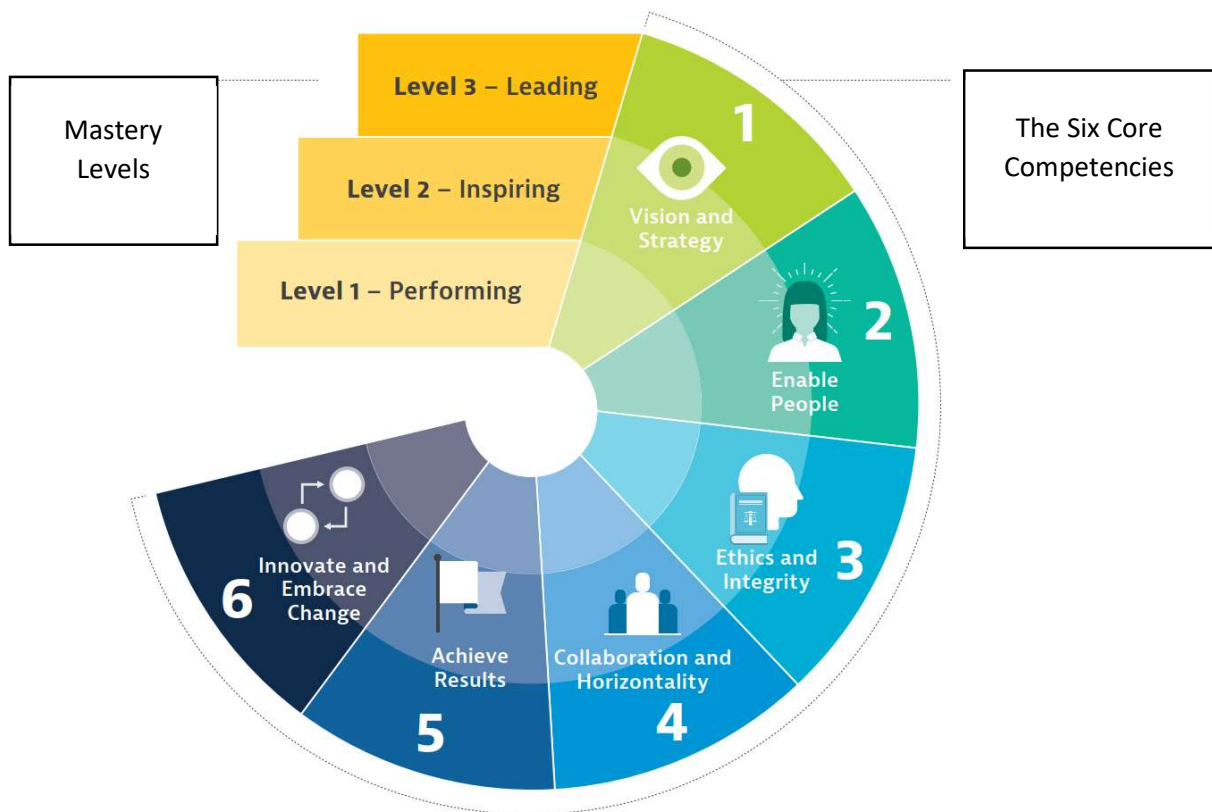 Mastery
Levels
Level 3 – Leading
Level 2 – Inspiring
Level 1 – Performing
The Six Core
Competencies
1
Vision and
Strategy
2
Enable
People
3
Ethics and
Integrity
4
Collaboration and
Horizontality
5
Achieve
Results
6
Innovate and
Embrace
Change